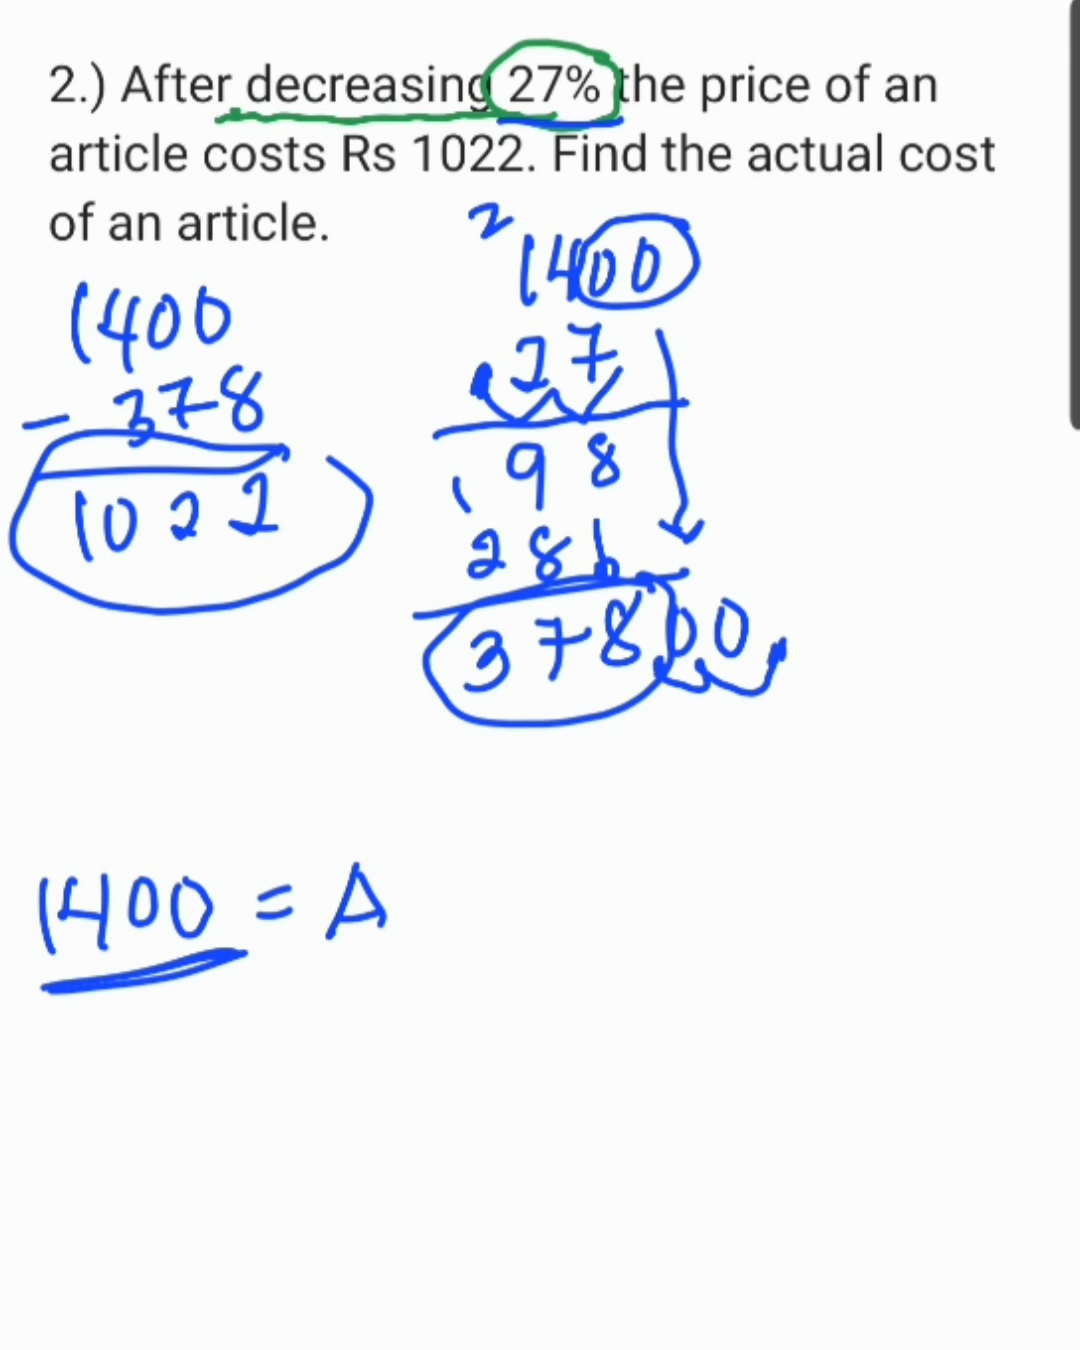 2.) After decreasing 27% the price of an
article costs Rs 1022. Find the actual cost
of an article.
1400
- 378
1022
2
1400
27
198
28
37800
1400 = A